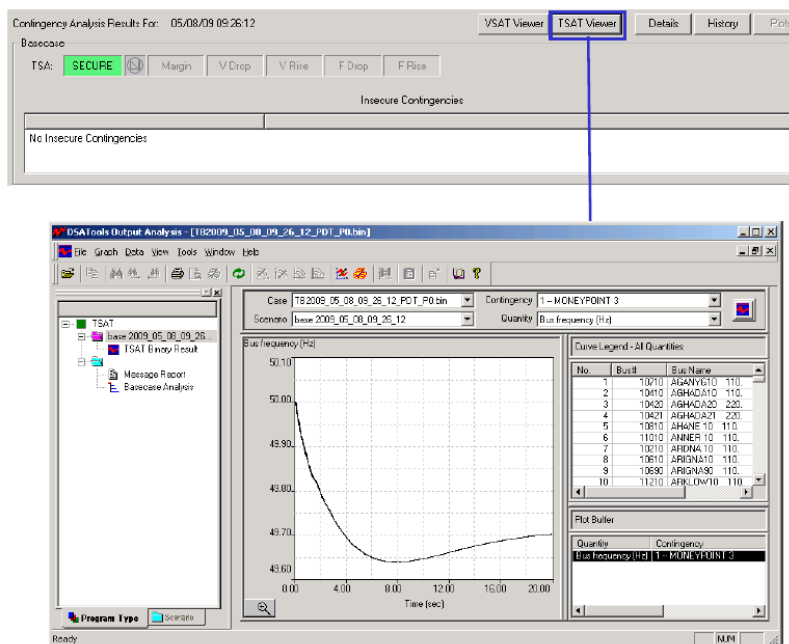 Contingency Analysis Results For: 05/08/09 09:26:12
VSAT Viewer TSAT Viewer Details History Plots
Basecase
TSA: SECURE Margin V Drop V Rise F Drop F Rise
Insecure Contingencies
No Insecure Contingencies
DSATools Output Analysis - [TB2009_05_08_09_26_12_PDT_P0.bin]
File Graph Data View Tools Window Help
Case TB2009_05_08_09_26_12_PDT_P0.bin Contingency 1 -- MONEYPOINT 3
Scenario base 2009_05_08_09_26_12 Quantity Bus frequency (Hz)
TSAT
base 2009_05_08_09_26...
TSAT Binary Result
Message Report
Basecase Analysis
Bus frequency (Hz)
50.10
50.00
49.90
49.80
49.70
49.60
0.00 4.00 8.00 12.00 16.00 20.00
Time (sec)
Curve Legend - All Quantities
No. Bus# Bus Name
1 10210 AGANYG10 110.
2 10410 AGHADA10 110.
3 10420 AGHADA20 220.
4 10421 AGHADA21 220.
5 10810 AHANE 10 110.
6 11010 ANNER 10 110.
7 10210 ARDNA 10 110.
8 10610 ARIGNA10 110.
9 10690 ARIGNA90 110.
10 11210 ARKLOW10 110.
Plot Buffer
Quantity Contingency
Bus frequency (Hz) 1 -- MONEYPOINT 3
Program Type Scenario
Ready NUM